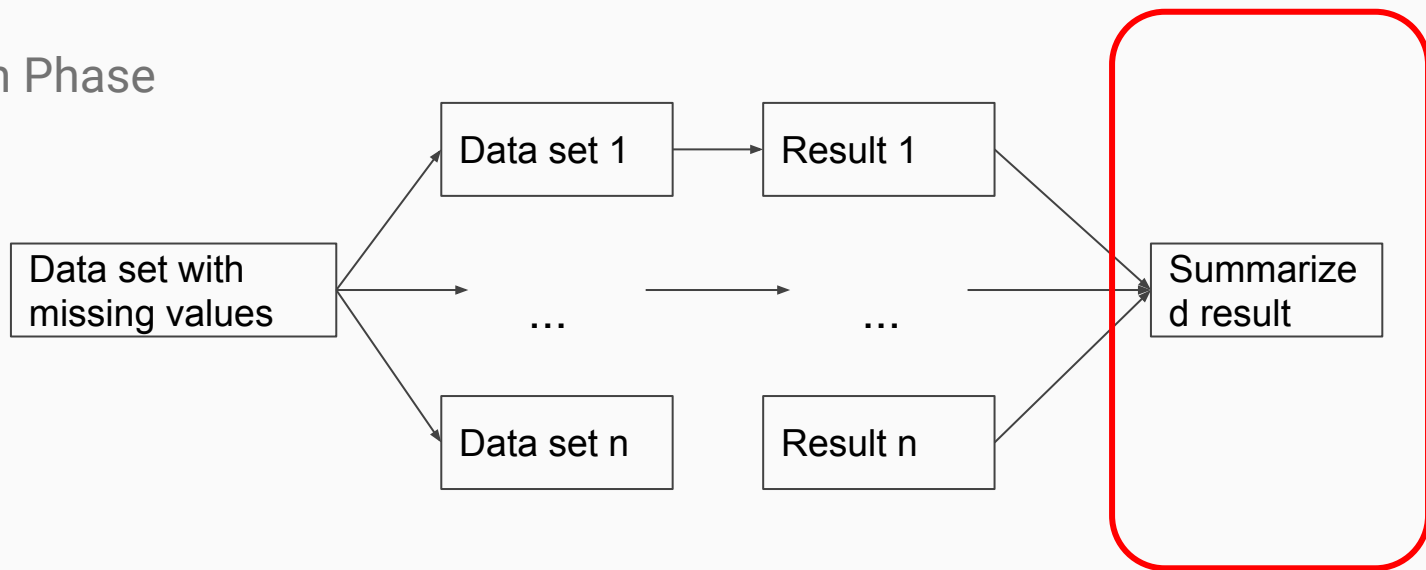 n Phase
Data set 1
Result 1
Data set with
missing values
Summarize
d result
...
...
Data set n
Result n